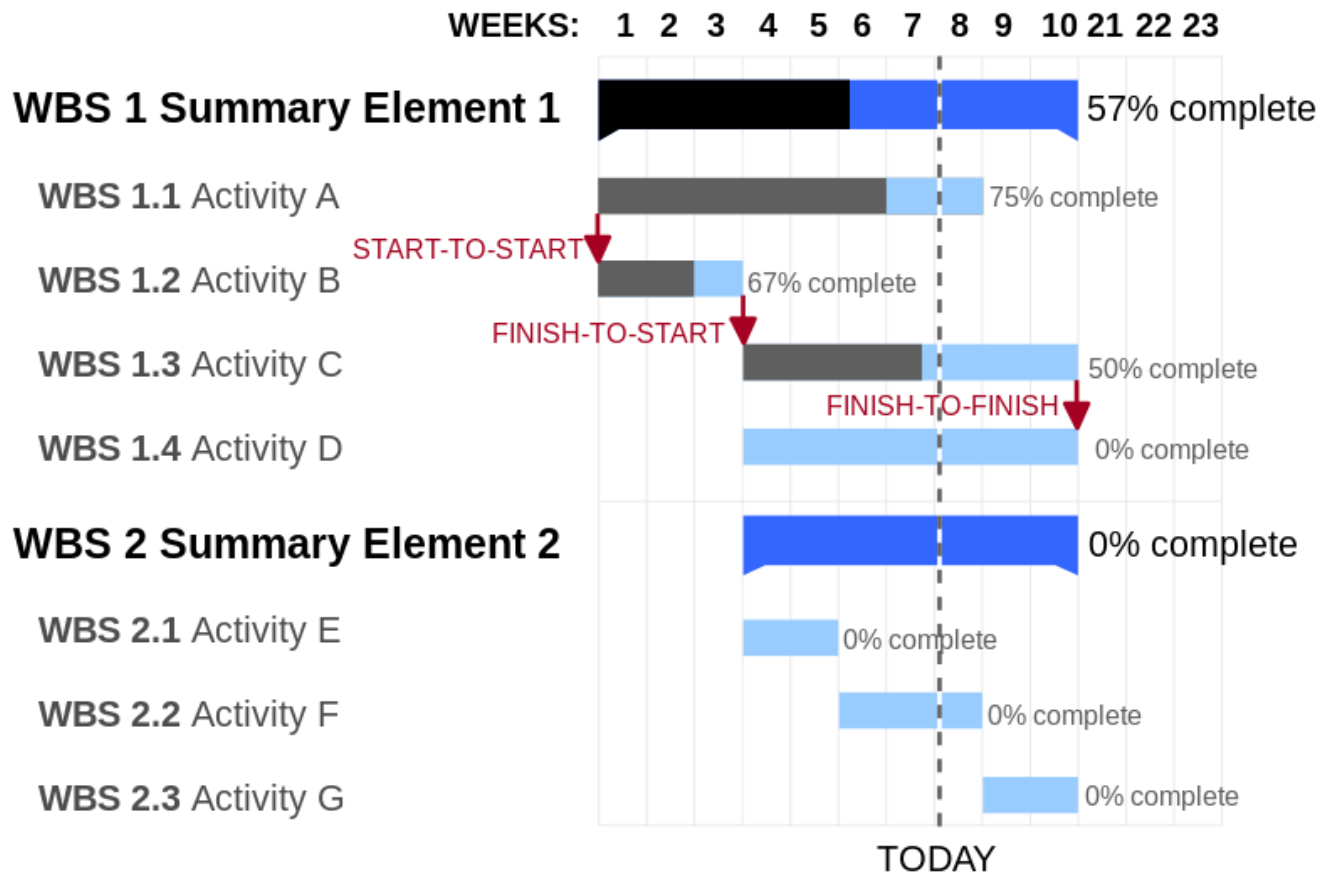 WEEKS: 1 2 3 4 5 6 7 8 9 10 21 22 23
WBS 1 Summary Element 1 57% complete
WBS 1.1 Activity A 75% complete
START-TO-START
WBS 1.2 Activity B 67% complete
FINISH-TO-START
WBS 1.3 Activity C 50% complete
FINISH-TO-FINISH
WBS 1.4 Activity D 0% complete
WBS 2 Summary Element 2 0% complete
WBS 2.1 Activity E 0% complete
WBS 2.2 Activity F 0% complete
WBS 2.3 Activity G 0% complete
TODAY